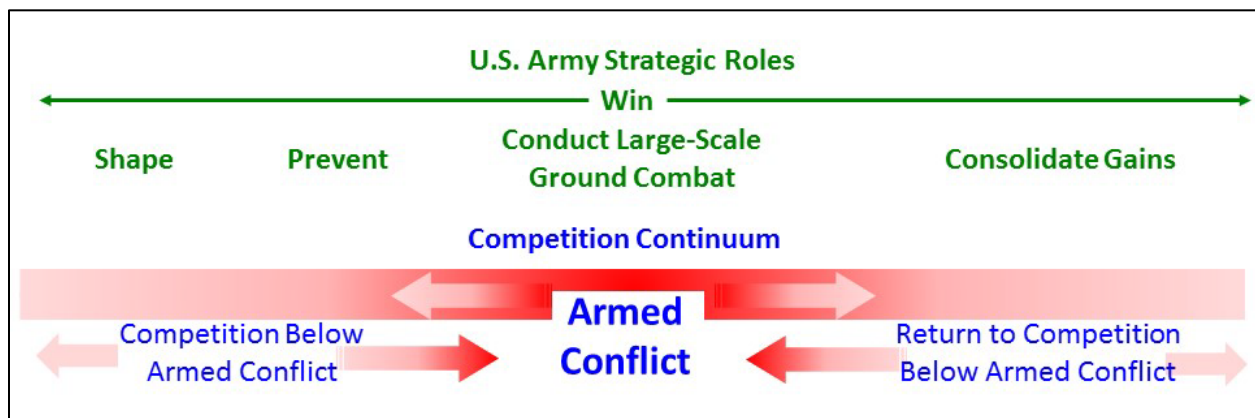 U.S. Army Strategic Roles
Win
Shape
Prevent
Conduct Large-Scale
Ground Combat
Consolidate Gains
Competition Continuum
Armed
Conflict
Competition Below
Armed Conflict
Return to Competition
Below Armed Conflict